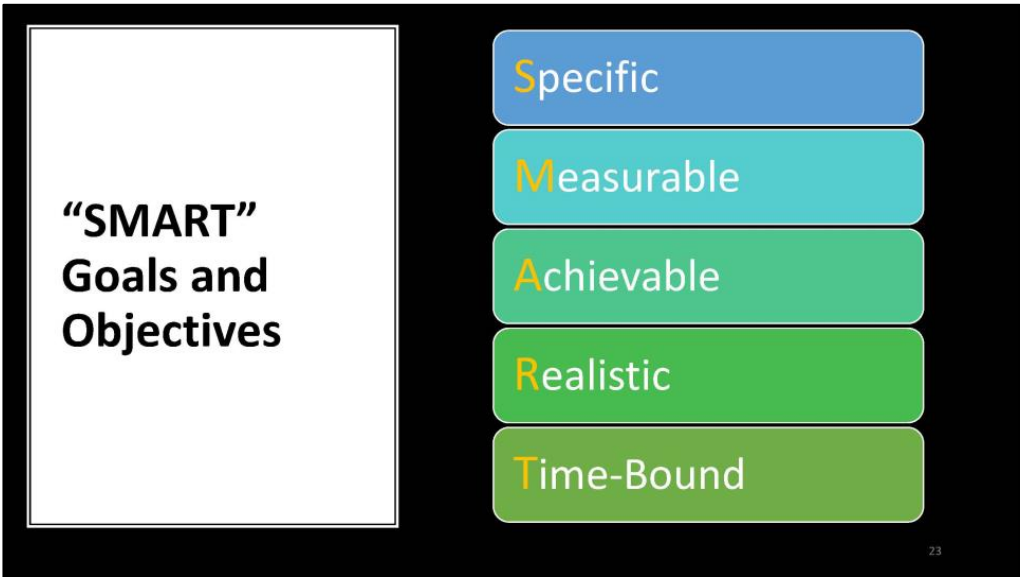 “SMART”
Goals and
Objectives
Specific
Measurable
Achievable
Realistic
Time-Bound
23